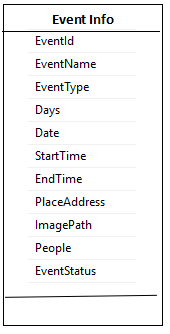 Event Info
EventId
EventName
EventType
Days
Date
StartTime
EndTime
PlaceAddress
ImagePath
People
EventStatus